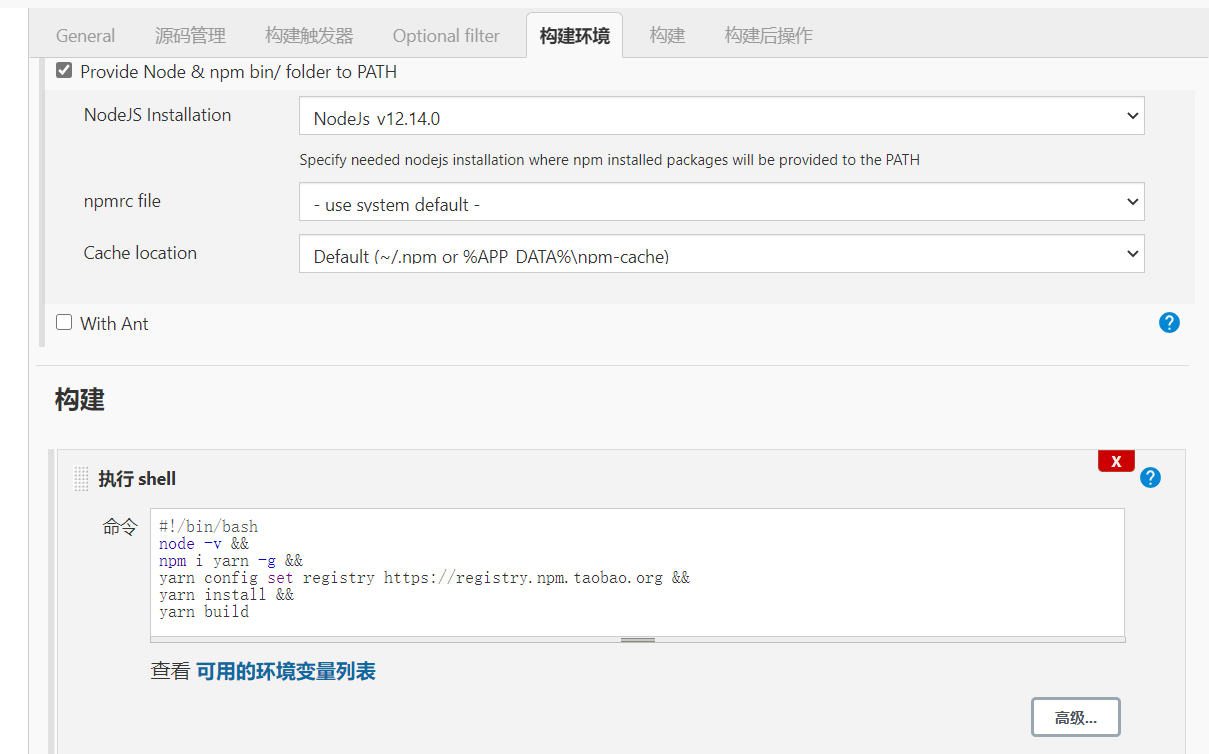 General 源码管理 构建触发器 Optional filter 构建环境 构建 构建后操作
Provide Node & npm bin/ folder to PATH
NodeJS Installation NodeJs v12.14.0
Specify needed nodejs installation where npm installed packages will be provided to the PATH
npmrc file - use system default -
Cache location Default (~/.npm or %APP_DATA%\npm-cache)
With Ant ?
构建
X
执行 shell ?
命令 #!/bin/bash
node -v &&
npm i yarn -g &&
yarn config set registry https://registry.npm.taobao.org &&
yarn install &&
yarn build
查看 可用的环境变量列表
高级...